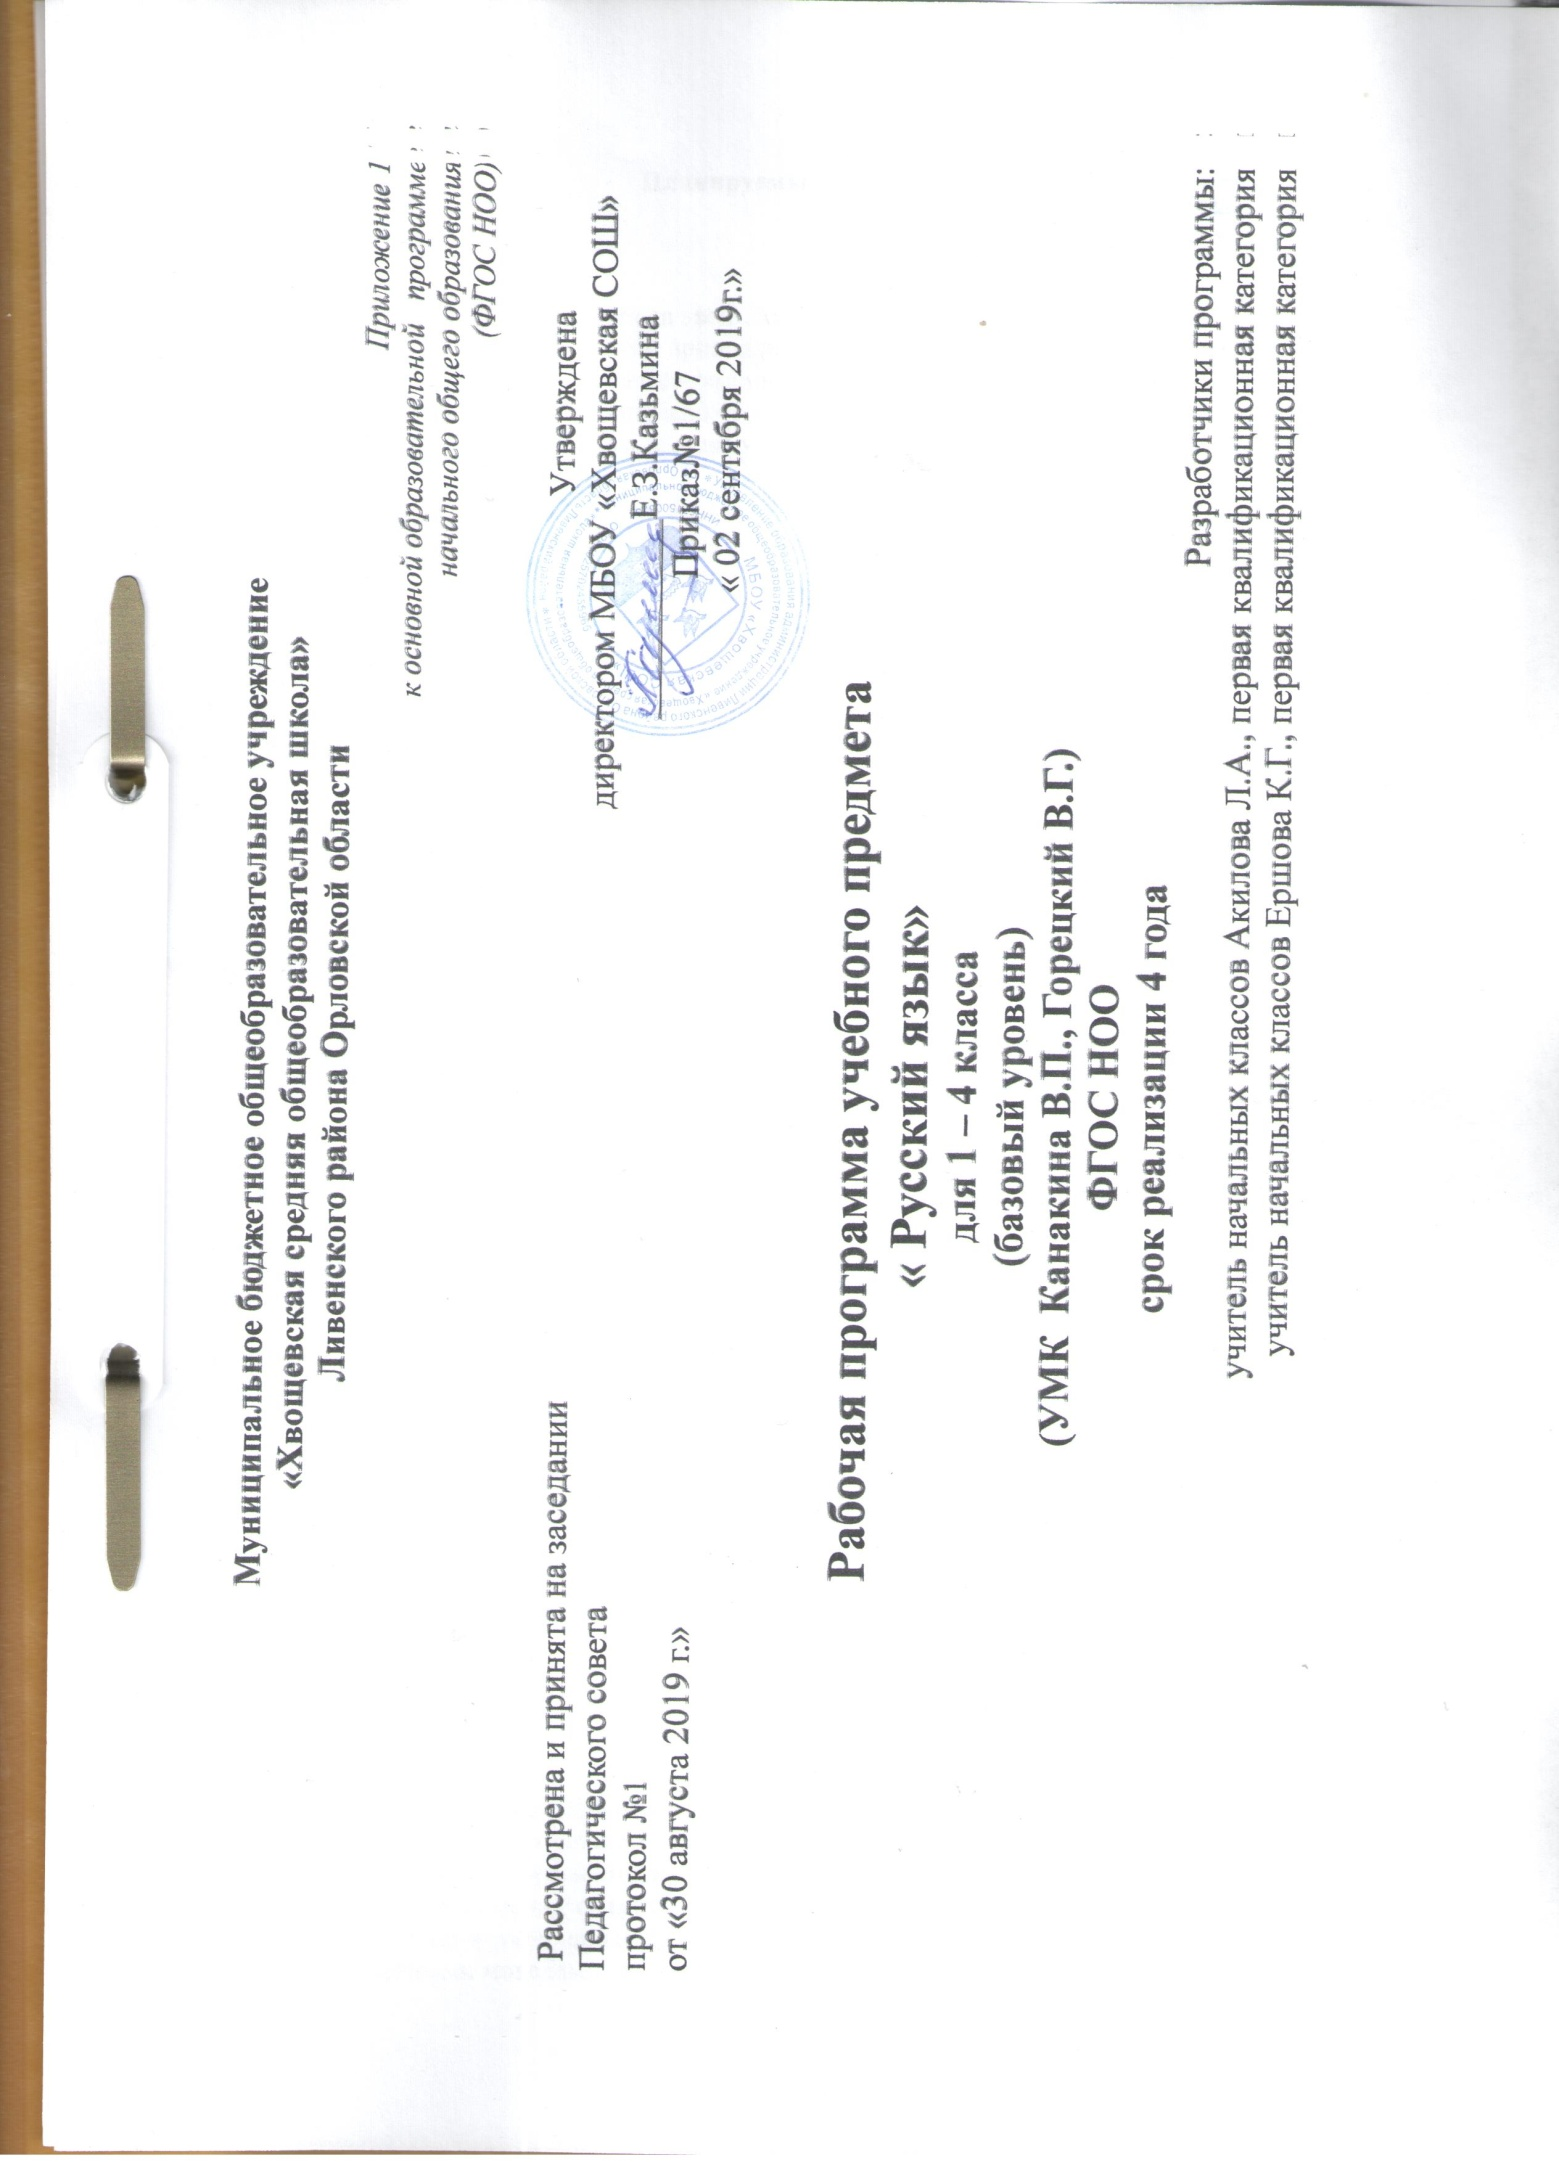 Муниципальное бюджетное общеобразовательное учреждение
«Хвощевская средняя общеобразовательная школа»
Ливенского района Орловской области
Приложение 1
к основной образовательной программе
начального общего образования
(ФГОС НОО)
Рассмотрена и принята на заседании
Педагогического совета
протокол №1
от «30 августа 2019 г.»
Утверждена
директором МБОУ «Хвощевская СОШ»
Е.З.Казьмина
Приказ№1/67
« 02 сентября 2019г.»
МБОУ «Хвощевская
Рабочая программа учебного предмета
« Русский язык»
для 1 – 4 класса
(базовый уровень)
(УМК Канакина В.П., Горецкий В.Г.)
ФГОС НОО
срок реализации 4 года
Разработчики программы:
учитель начальных классов Акилова Л.А., первая квалификационная категория
учитель начальных классов Ершова К.Г., первая квалификационная категория